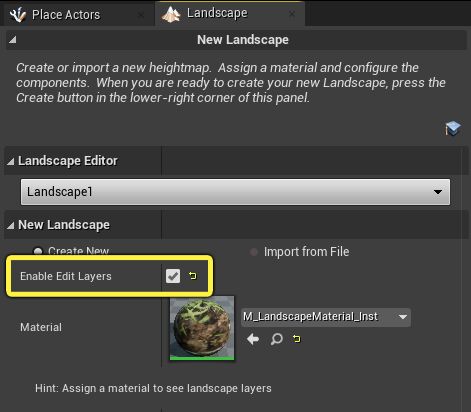 Place Actors
Landscape
New Landscape
Create or import a new heightmap. Assign a material and configure the
components. When you are ready to create your new Landscape, press the
Create button in the lower-right corner of this panel.
Landscape Editor
Landscape1
New Landscape
Create New
Import from File
Enable Edit Layers
Material
M_LandscapeMaterial_Inst
Hint: Assign a material to see landscape layers